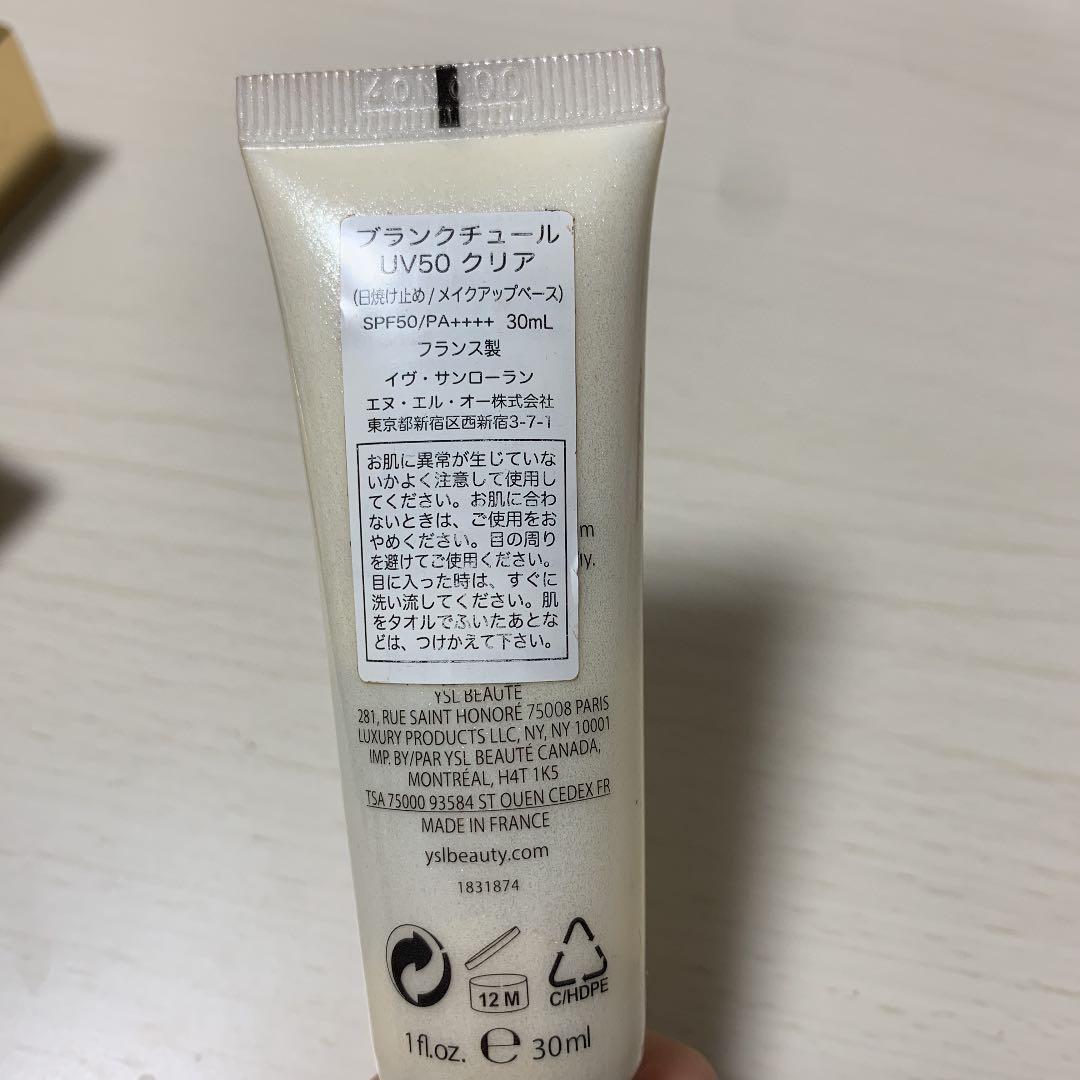 ブランクチュール
UV50 クリア
(日焼け止め/メイクアップベース)
SPF50/PA++++ 30mL
フランス製
イヴ・サンローラン
エヌ・エル・オー株式会社
東京都新宿区西新宿3-7-1
お肌に異常が生じていな
いかよく注意して使用し
てください。お肌に合わ
ないときは、ご使用をお
やめください。目の周り
を避けてご使用ください。
目に入った時は、すぐに
洗い流してください。肌
をタオルでふいたあとな
どは、つけかえて下さい。
YSL BEAUTÉ
281, RUE SAINT HONORÉ 75008 PARIS
LUXURY PRODUCTS LLC, NY, NY 10001
IMP. BY/PAR YSL BEAUTÉ CANADA,
MONTRÉAL, H4T 1K5
TSA 75000 93584 ST OUEN CEDEX FR
MADE IN FRANCE
yslbeauty.com
1831874
12 M
C/HDPE
1fl.oz. e 30ml